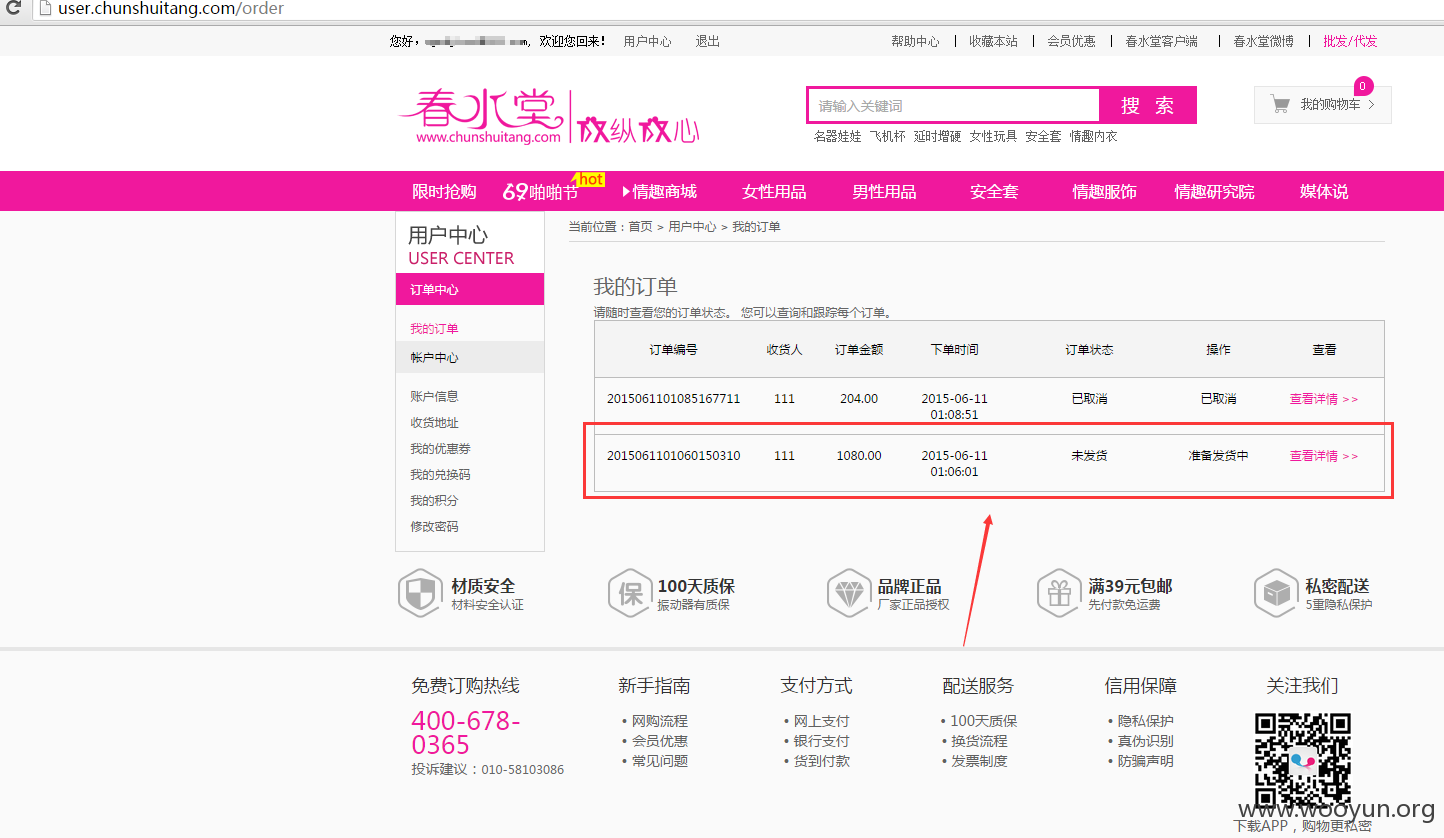 user.chunshuitang.com/order
您好， ，欢迎您回来！ 用户中心 退出 帮助中心 | 收藏本站 | 会员优惠 | 春水堂客户端 | 春水堂微博 | 批发/代发
春水堂 | 放纵放心
www.chunshuitang.com
请输入关键词 搜 索
0
我的购物车 >
名器娃娃 飞机杯 延时增硬 女性玩具 安全套 情趣内衣
限时抢购 69啪啪节 hot 情趣商城 女性用品 男性用品 安全套 情趣服饰 情趣研究院 媒体说
用户中心
USER CENTER
订单中心
我的订单
帐户中心
账户信息
收货地址
我的优惠券
我的兑换码
我的积分
修改密码
当前位置：首页 > 用户中心 > 我的订单
我的订单
请随时查看您的订单状态。 您可以查询和跟踪每个订单。
订单编号 收货人 订单金额 下单时间 订单状态 操作 查看
2015061101085167711 111 204.00 2015-06-11 已取消 已取消 查看详情 >>
01:08:51
2015061101060150310 111 1080.00 2015-06-11 未发货 准备发货中 查看详情 >>
01:06:01
材质安全
材料安全认证
保
100天质保
振动器有质保
品牌正品
厂家正品授权
满39元包邮
先付款免运费
私密配送
5重隐私保护
免费订购热线
400-678-
0365
投诉建议：010-58103086
新手指南
• 网购流程
• 会员优惠
• 常见问题
支付方式
• 网上支付
• 银行支付
• 货到付款
配送服务
• 100天质保
• 换货流程
• 发票制度
信用保障
• 隐私保护
• 真伪识别
• 防骗声明
关注我们
www.wooyun.org
下载APP，购物更私密